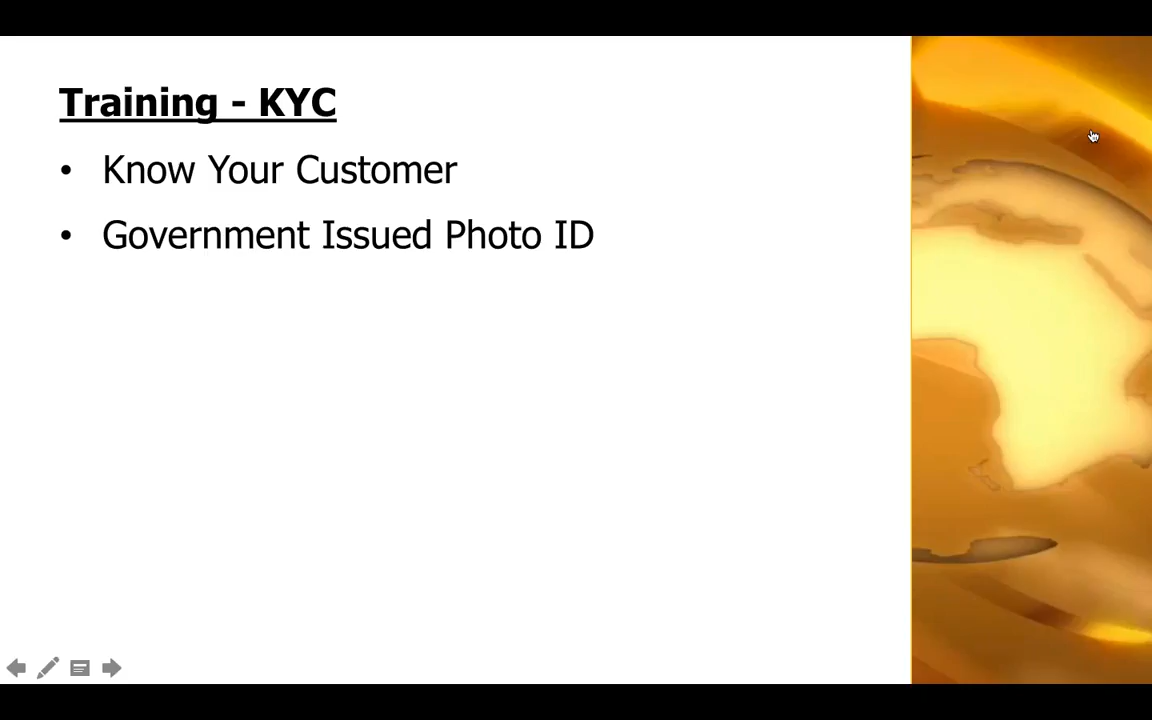 Training - KYC
• Know Your Customer
• Government Issued Photo ID